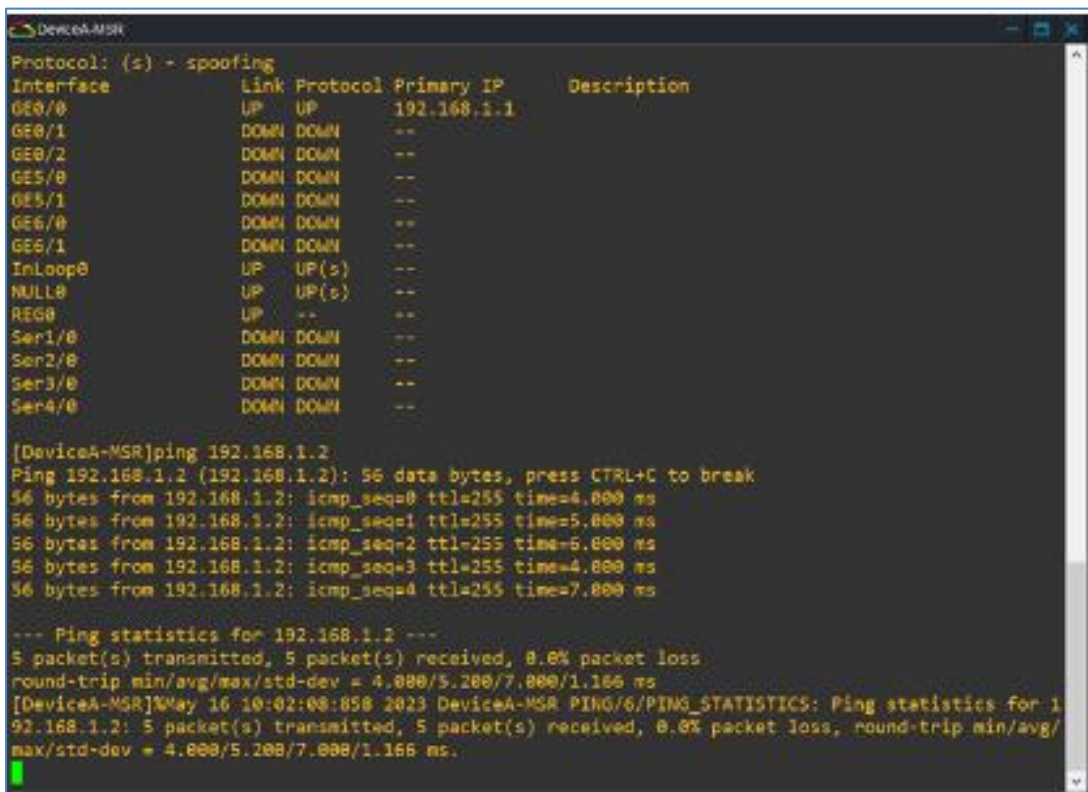 DeviceA-MSR
Protocol: (s) - spoofing
Interface Link Protocol Primary IP Description
GE0/0 UP UP 192.168.1.1
GE0/1 DOWN DOWN --
GE0/2 DOWN DOWN --
GE5/0 DOWN DOWN --
GE5/1 DOWN DOWN --
GE6/0 DOWN DOWN --
GE6/1 DOWN DOWN --
InLoop0 UP UP(s) --
NULL0 UP UP(s) --
REG0 UP -- --
Ser1/0 DOWN DOWN --
Ser2/0 DOWN DOWN --
Ser3/0 DOWN DOWN --
Ser4/0 DOWN DOWN --
[DeviceA-MSR]ping 192.168.1.2
Ping 192.168.1.2 (192.168.1.2): 56 data bytes, press CTRL+C to break
56 bytes from 192.168.1.2: icmp_seq=0 ttl=255 time=4.000 ms
56 bytes from 192.168.1.2: icmp_seq=1 ttl=255 time=5.000 ms
56 bytes from 192.168.1.2: icmp_seq=2 ttl=255 time=6.000 ms
56 bytes from 192.168.1.2: icmp_seq=3 ttl=255 time=4.000 ms
56 bytes from 192.168.1.2: icmp_seq=4 ttl=255 time=7.000 ms
--- Ping statistics for 192.168.1.2 ---
5 packet(s) transmitted, 5 packet(s) received, 0.0% packet loss
round-trip min/avg/max/std-dev = 4.000/5.200/7.000/1.166 ms
[DeviceA-MSR]%May 16 10:02:08:858 2023 DeviceA-MSR PING/6/PING_STATISTICS: Ping statistics for 1
92.168.1.2: 5 packet(s) transmitted, 5 packet(s) received, 0.0% packet loss, round-trip min/avg/
max/std-dev = 4.000/5.200/7.000/1.166 ms.